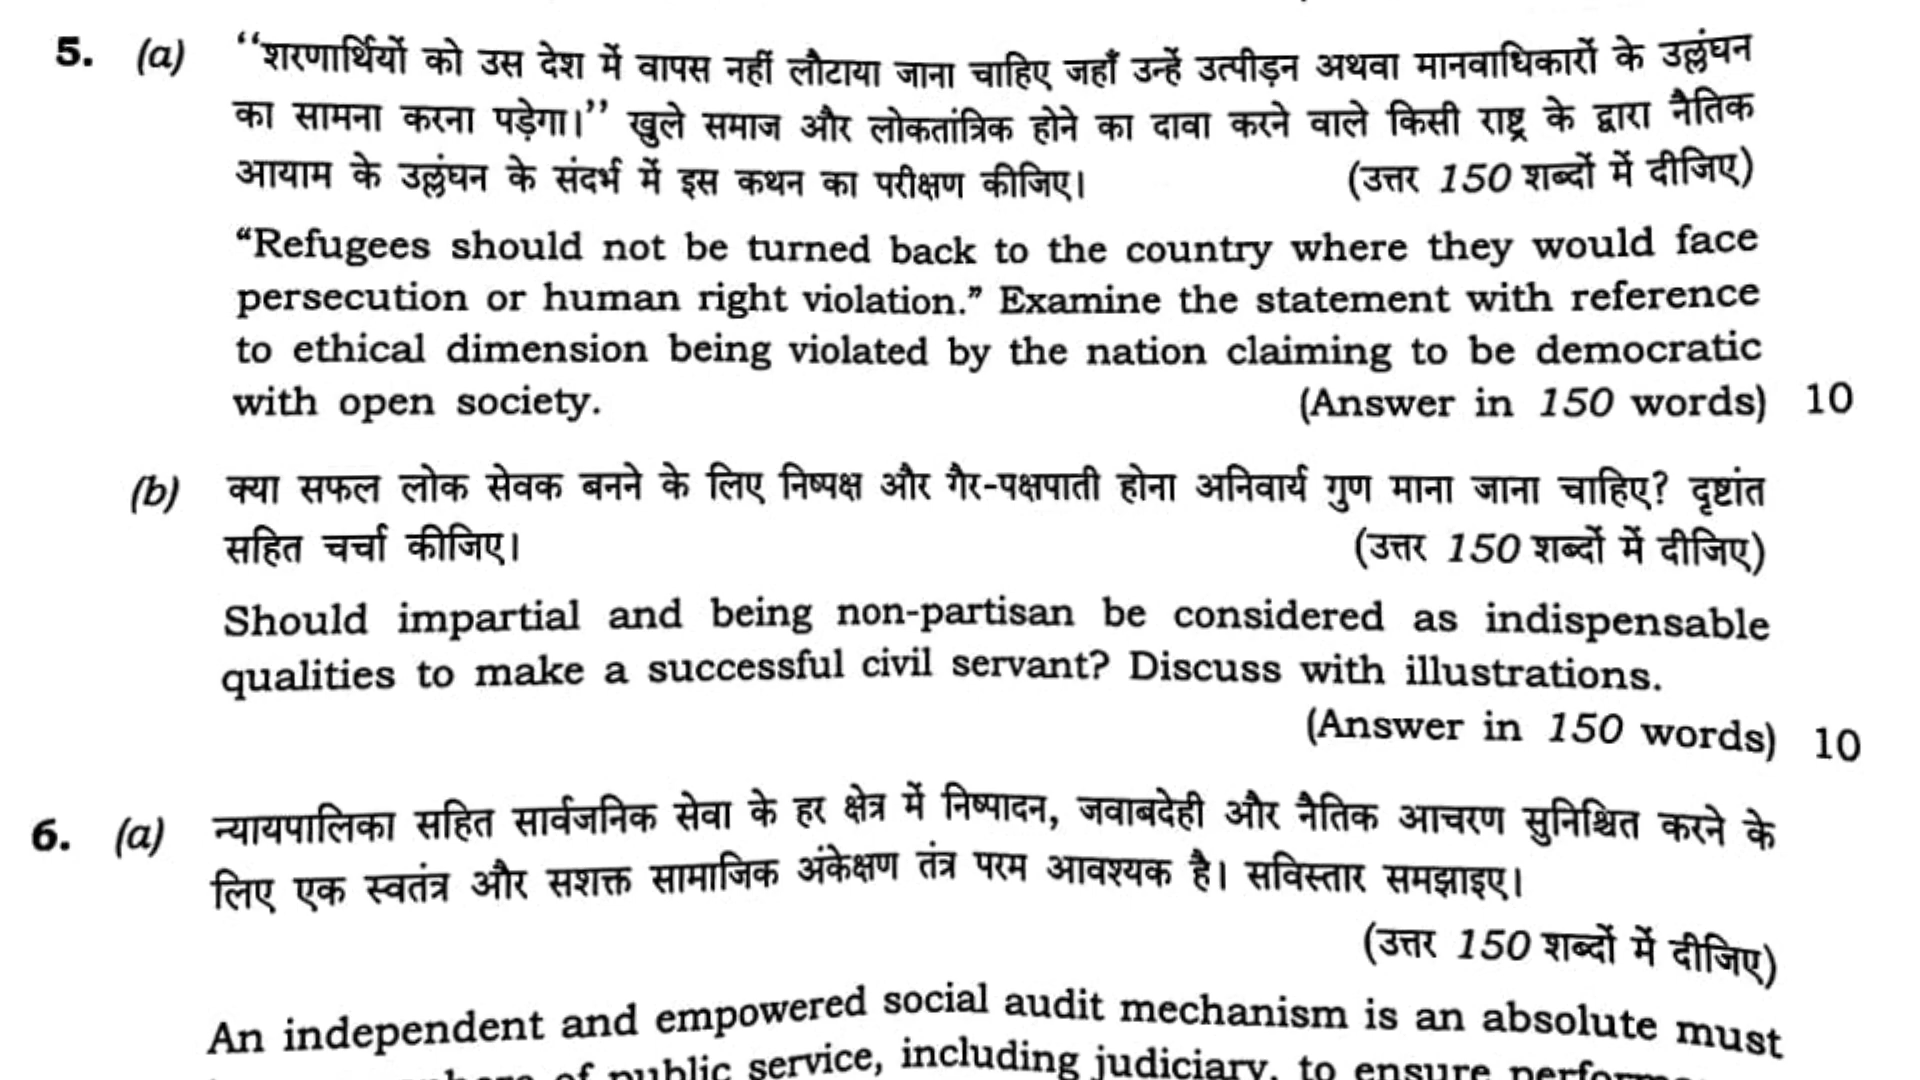 5. (a) ‘‘शरणार्थियों को उस देश में वापस नहीं लौटाया जाना चाहिए जहाँ उन्हें उत्पीड़न अथवा मानवाधिकारों के उल्लंघन
का सामना करना पड़ेगा।’’ खुले समाज और लोकतांत्रिक होने का दावा करने वाले किसी राष्ट्र के द्वारा नैतिक
आयाम के उल्लंघन के संदर्भ में इस कथन का परीक्षण कीजिए। (उत्तर 150 शब्दों में दीजिए)
“Refugees should not be turned back to the country where they would face
persecution or human right violation.” Examine the statement with reference
to ethical dimension being violated by the nation claiming to be democratic
with open society. (Answer in 150 words) 10
(b) क्या सफल लोक सेवक बनने के लिए निष्पक्ष और गैर-पक्षपाती होना अनिवार्य गुण माना जाना चाहिए? दृष्टांत
सहित चर्चा कीजिए। (उत्तर 150 शब्दों में दीजिए)
Should impartial and being non-partisan be considered as indispensable
qualities to make a successful civil servant? Discuss with illustrations.
(Answer in 150 words) 10
6. (a) न्यायपालिका सहित सार्वजनिक सेवा के हर क्षेत्र में निष्पादन, जवाबदेही और नैतिक आचरण सुनिश्चित करने के
लिए एक स्वतंत्र और सशक्त सामाजिक अंकेक्षण तंत्र परम आवश्यक है। सविस्तार समझाइए।
(उत्तर 150 शब्दों में दीजिए)
An independent and empowered social audit mechanism is an absolute must
of public service, including judiciary, to ensure